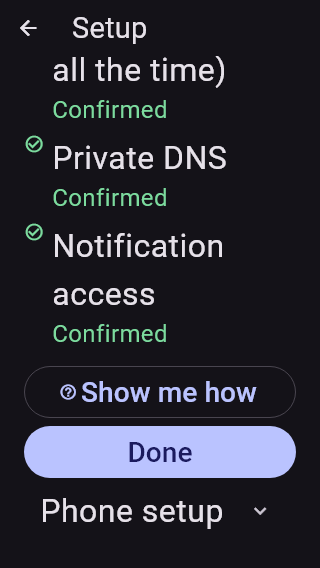 Setup
all the time)
Confirmed
Private DNS
Confirmed
Notification
access
Confirmed
Show me how
Done
Phone setup